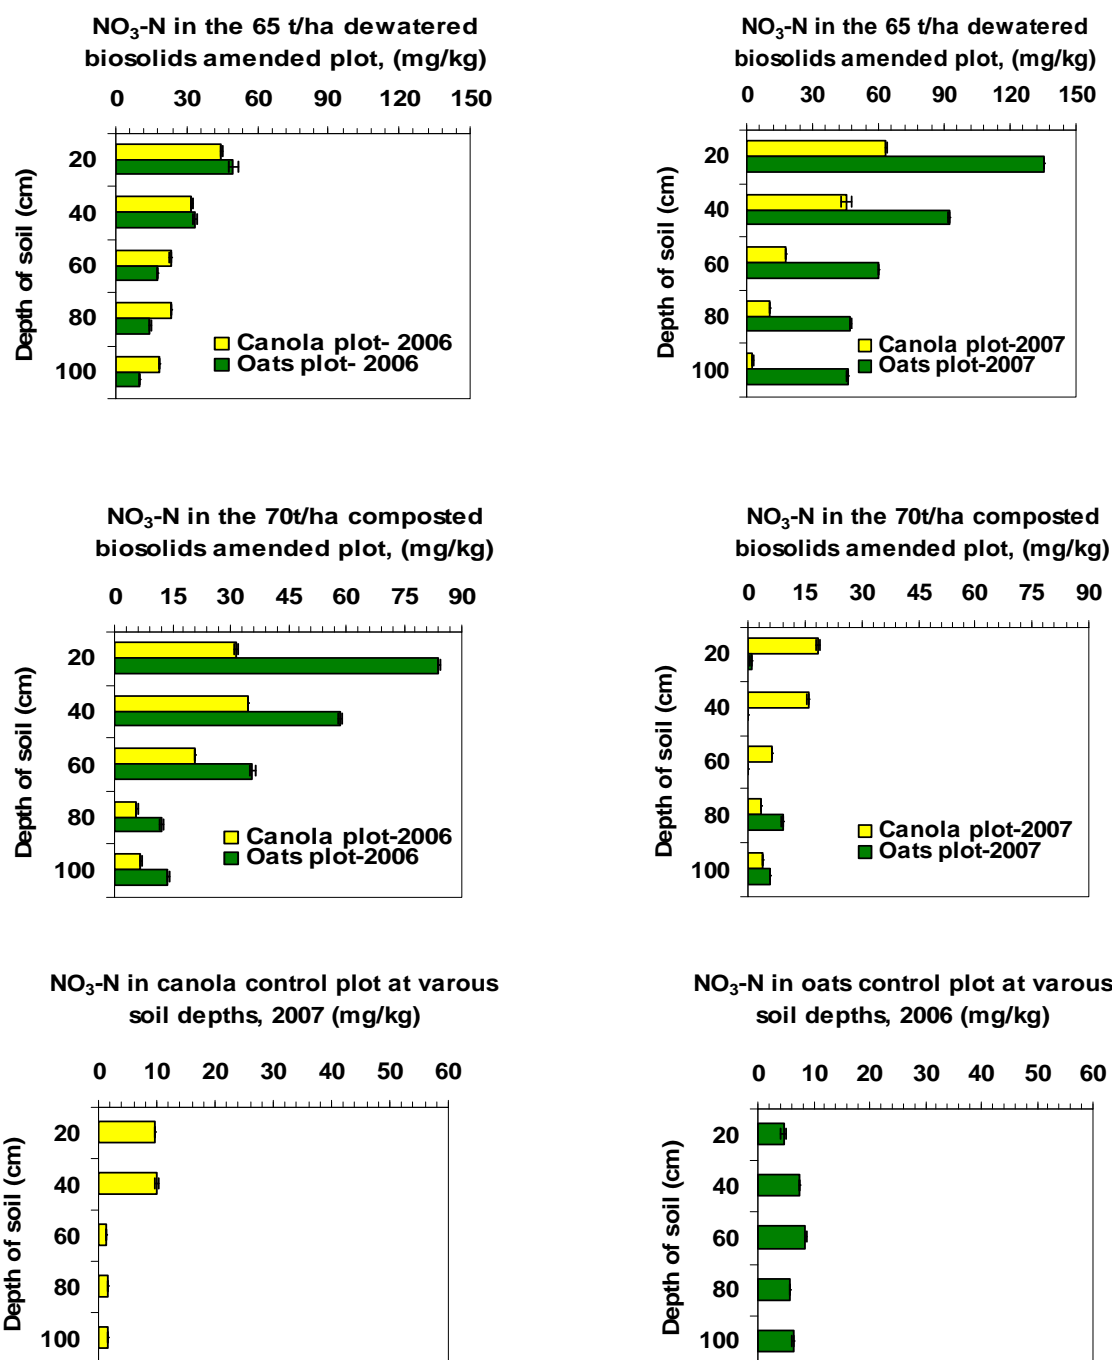 NO₃-N in the 65 t/ha dewatered
biosolids amended plot, (mg/kg)
0 30 60 90 120 150
Depth of soil (cm)
20
40
60
80
100
Canola plot- 2006
Oats plot- 2006
NO₃-N in the 65 t/ha dewatered
biosolids amended plot, (mg/kg)
0 30 60 90 120 150
Depth of soil (cm)
20
40
60
80
100
Canola plot-2007
Oats plot-2007
NO₃-N in the 70t/ha composted
biosolids amended plot, (mg/kg)
0 15 30 45 60 75 90
Depth of soil (cm)
20
40
60
80
100
Canola plot-2006
Oats plot-2006
NO₃-N in the 70t/ha composted
biosolids amended plot, (mg/kg)
0 15 30 45 60 75 90
Depth of soil (cm)
20
40
60
80
100
Canola plot-2007
Oats plot-2007
NO₃-N in canola control plot at varous
soil depths, 2007 (mg/kg)
0 10 20 30 40 50 60
Depth of soil (cm)
20
40
60
80
100
NO₃-N in oats control plot at varous
soil depths, 2006 (mg/kg)
0 10 20 30 40 50 60
Depth of soil (cm)
20
40
60
80
100